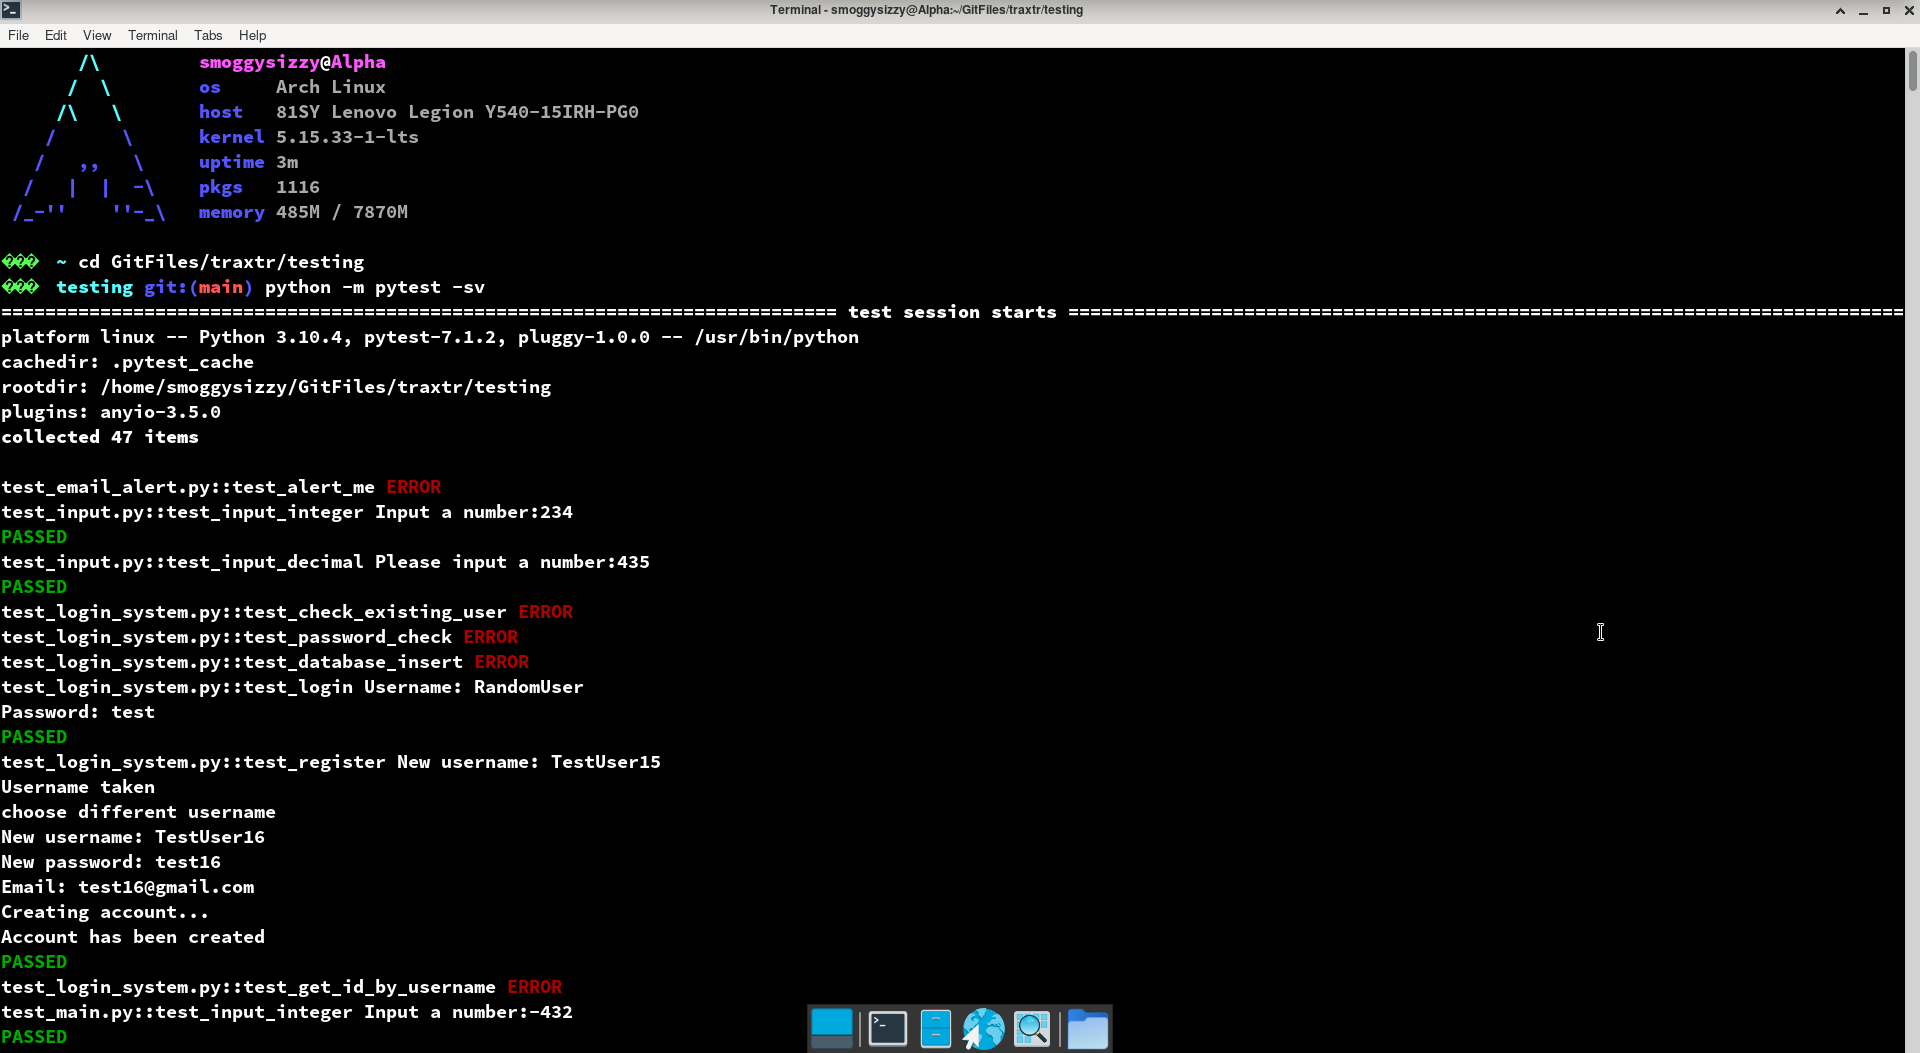 Terminal - smoggysizzy@Alpha:~/GitFiles/traxtr/testing
File Edit View Terminal Tabs Help
smoggysizzy@Alpha
os Arch Linux
host 81SY Lenovo Legion Y540-15IRH-PG0
kernel 5.15.33-1-lts
uptime 3m
pkgs 1116
memory 485M / 7870M
~ cd GitFiles/traxtr/testing
testing git:(main) python -m pytest -sv
============================================================================ test session starts ============================================================================
platform linux -- Python 3.10.4, pytest-7.1.2, pluggy-1.0.0 -- /usr/bin/python
cachedir: .pytest_cache
rootdir: /home/smoggysizzy/GitFiles/traxtr/testing
plugins: anyio-3.5.0
collected 47 items
test_email_alert.py::test_alert_me ERROR
test_input.py::test_input_integer Input a number:234
PASSED
test_input.py::test_input_decimal Please input a number:435
PASSED
test_login_system.py::test_check_existing_user ERROR
test_login_system.py::test_password_check ERROR
test_login_system.py::test_database_insert ERROR
test_login_system.py::test_login Username: RandomUser
Password: test
PASSED
test_login_system.py::test_register New username: TestUser15
Username taken
choose different username
New username: TestUser16
New password: test16
Email: test16@gmail.com
Creating account...
Account has been created
PASSED
test_login_system.py::test_get_id_by_username ERROR
test_main.py::test_input_integer Input a number:-432
PASSED